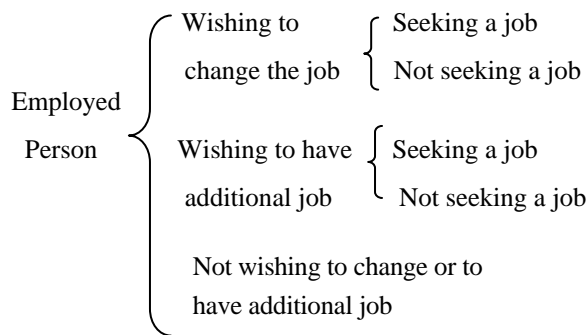 Wishing to
change the job
Seeking a job
Not seeking a job
Employed
Person
Wishing to have
additional job
Seeking a job
Not seeking a job
Not wishing to change or to
have additional job